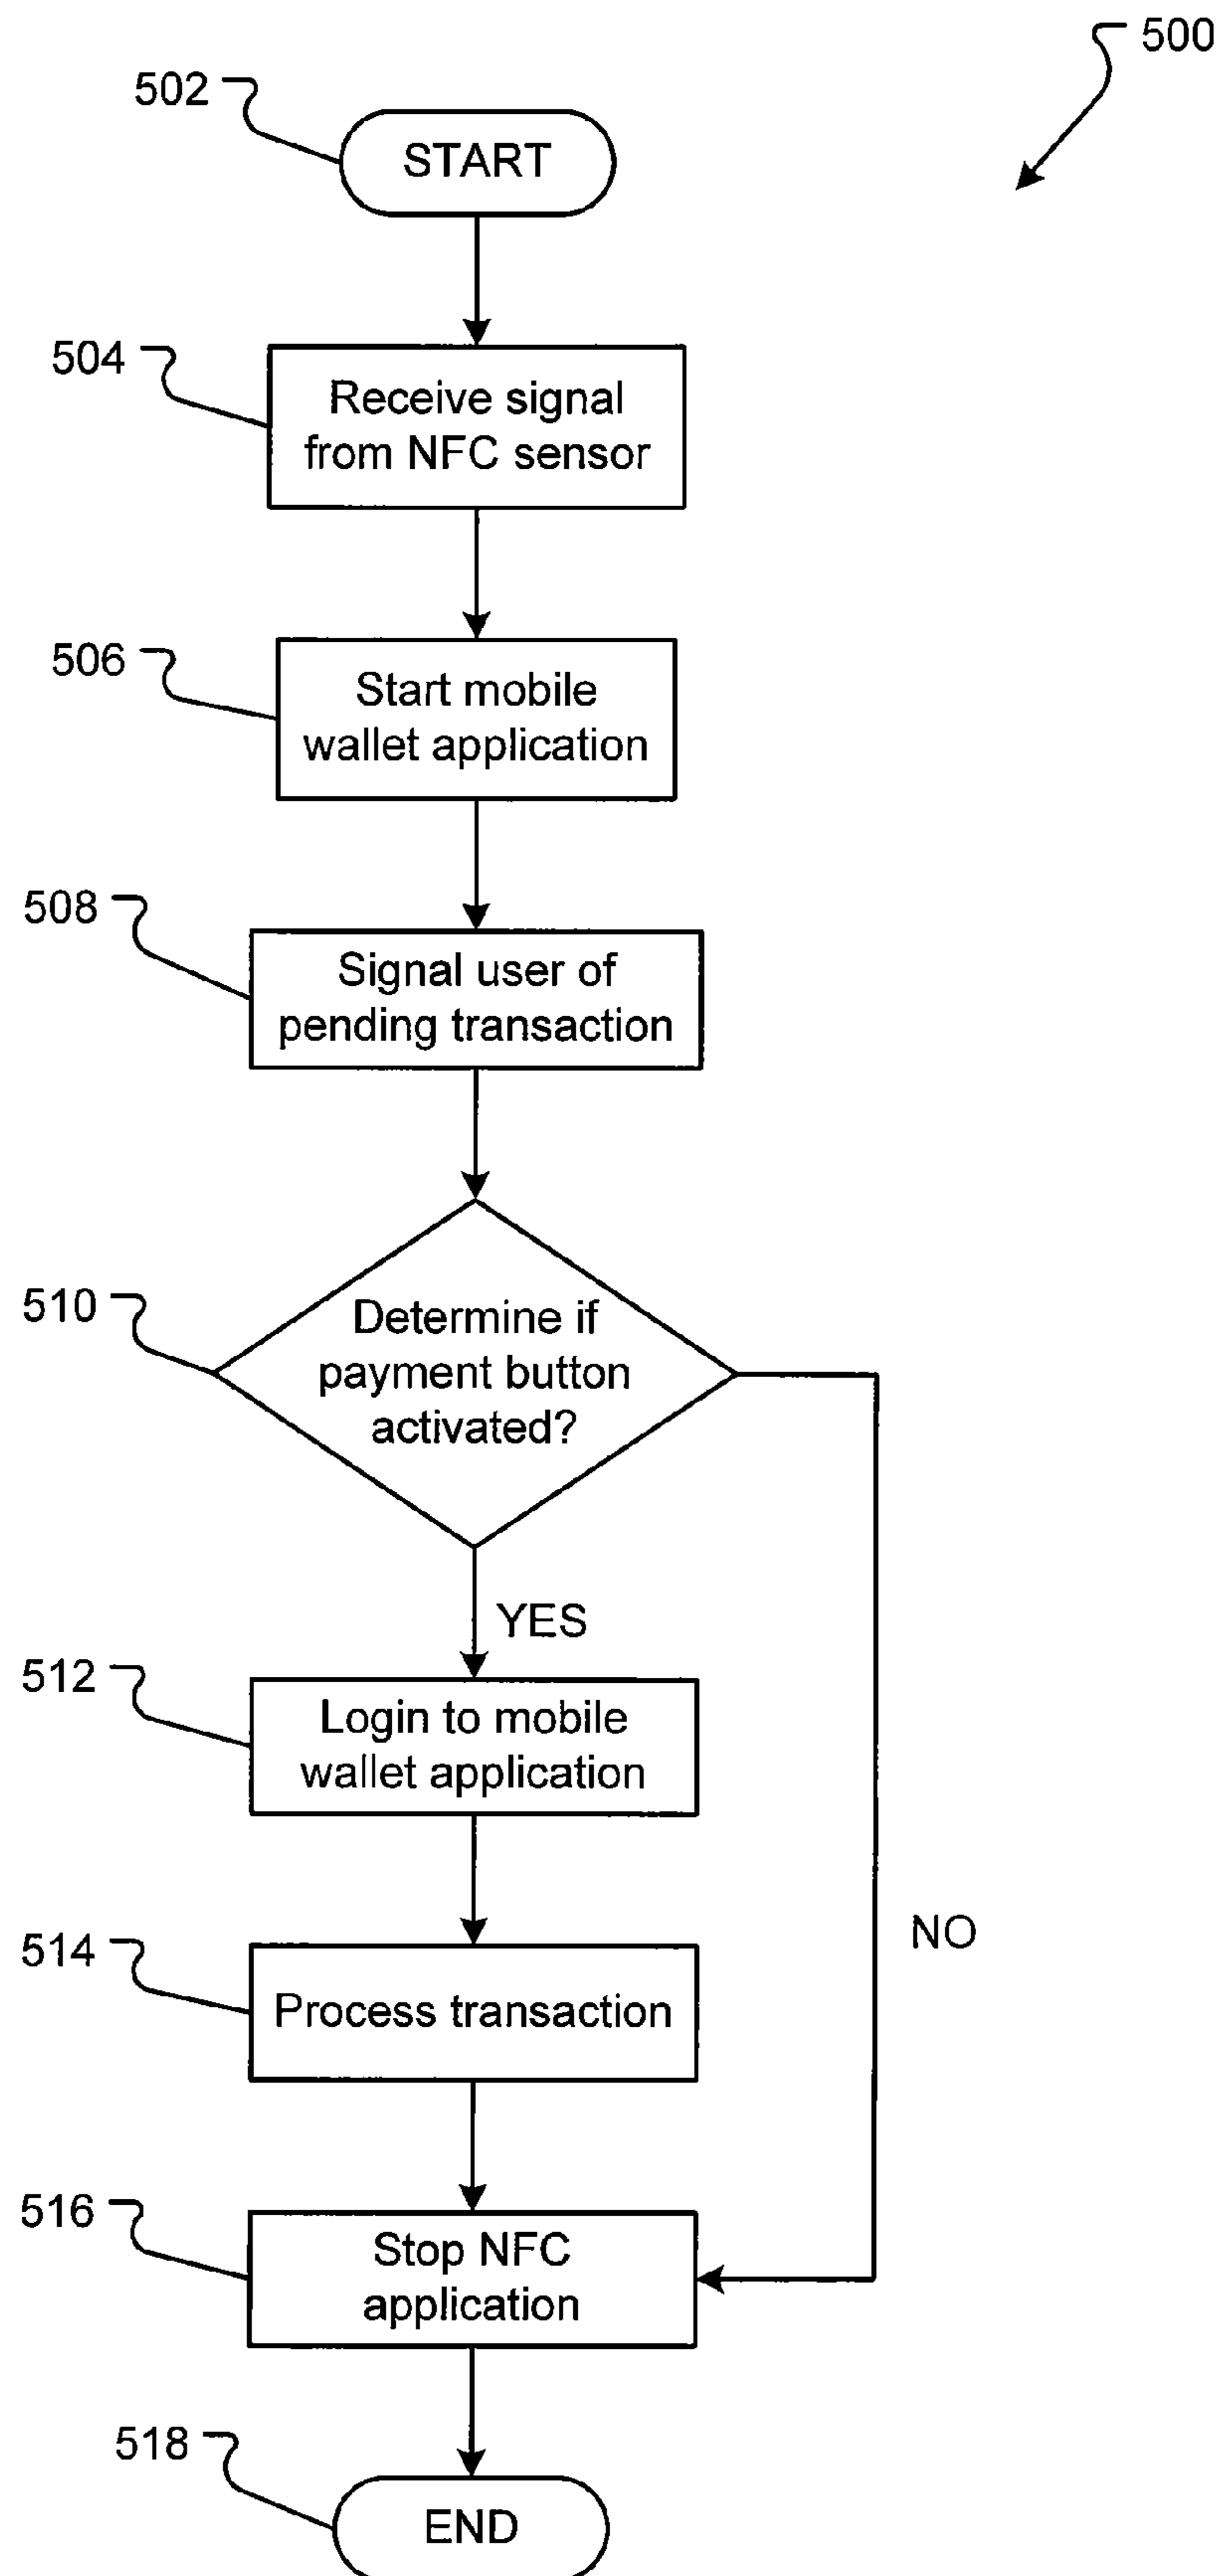 500
502
START
504
Receive signal
from NFC sensor
506
Start mobile
wallet application
508
Signal user of
pending transaction
510
Determine if
payment button
activated?
YES
512
Login to mobile
wallet application
NO
514
Process transaction
516
Stop NFC
application
518
END